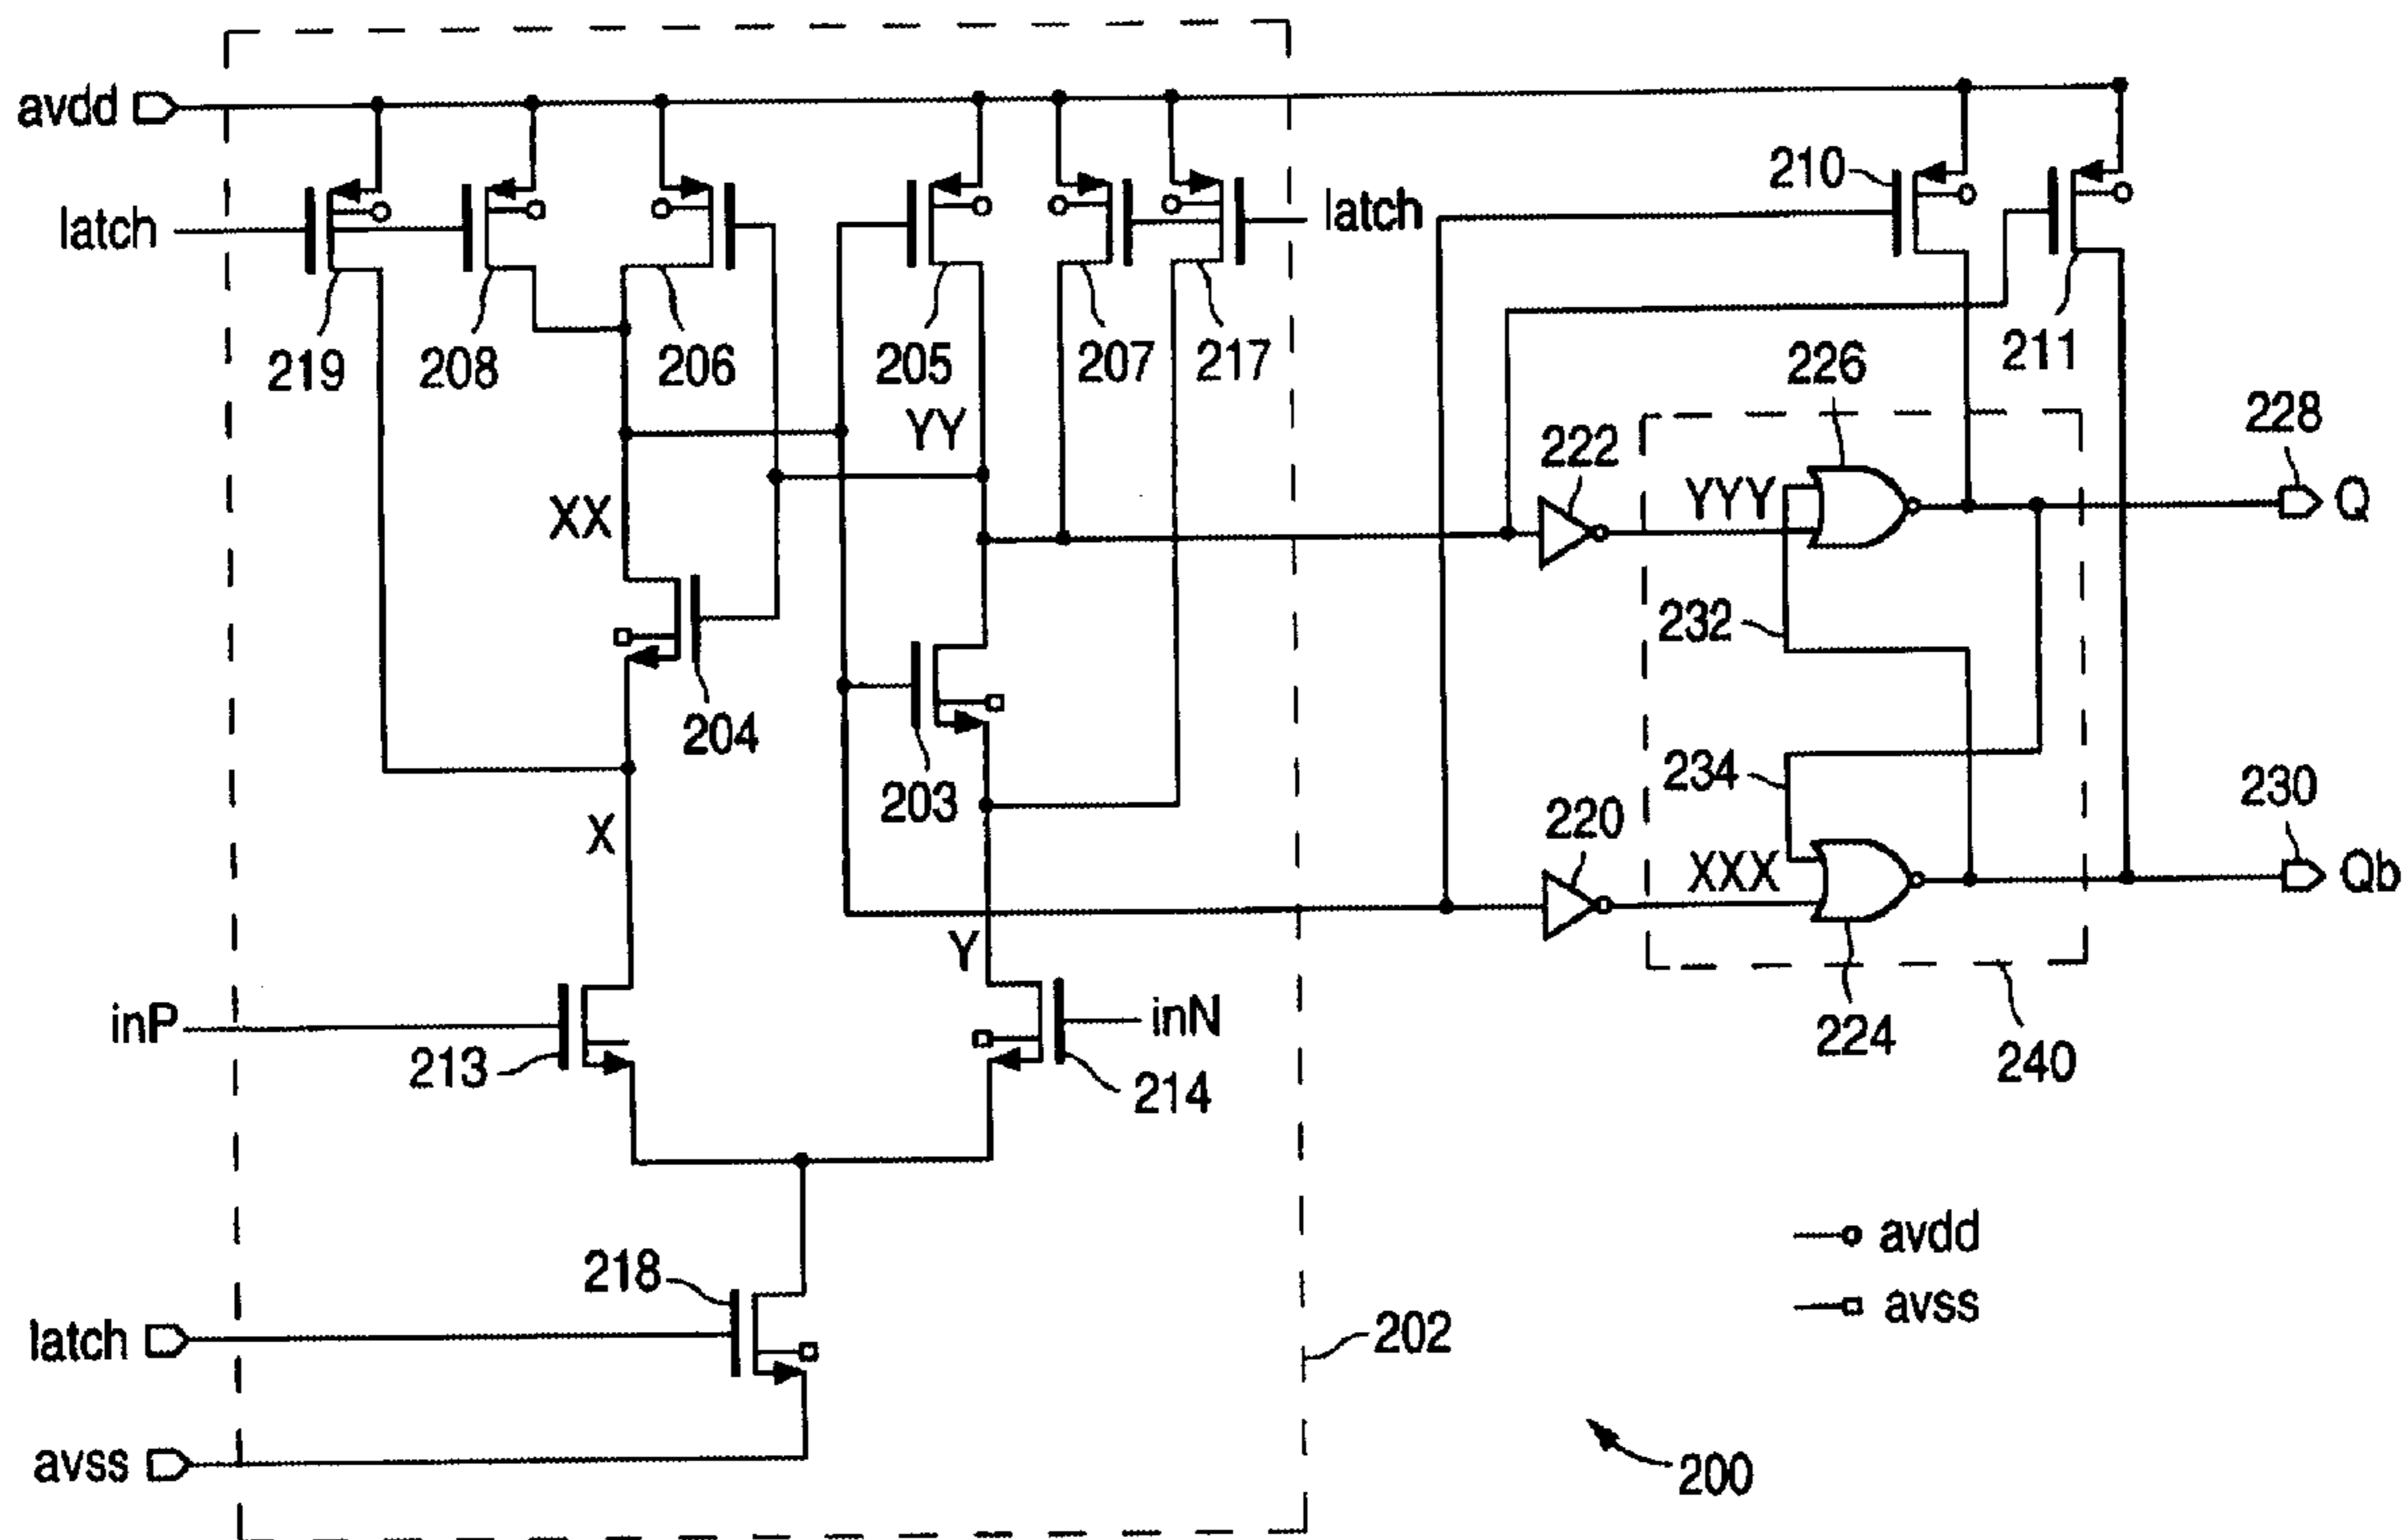 avdd
latch
219
208
206
205
207
217
latch
210
211
YY
XX
226
228
222
YYY
Q
232
204
203
234
230
220
XXX
Qb
X
Y
inP
213
inN
214
224
240
218
avdd
avss
latch
202
avss
200